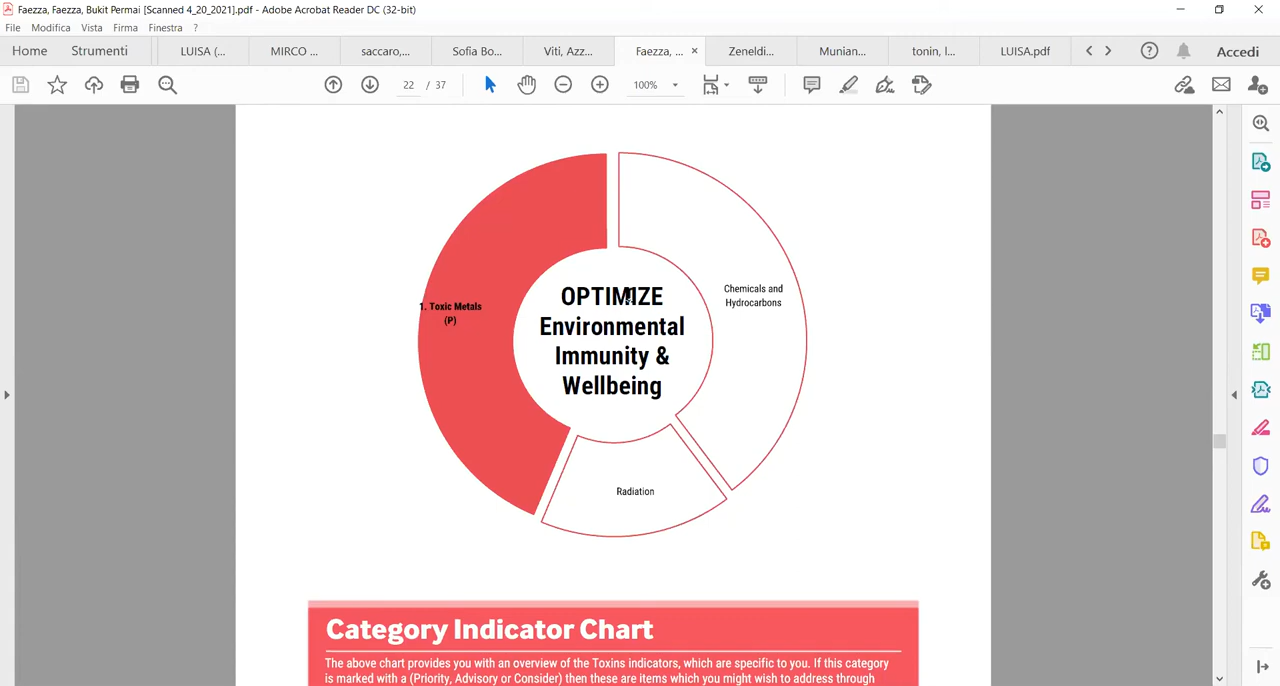 Faezza, Faezza, Bukit Permai [Scanned 4_20_2021].pdf - Adobe Acrobat Reader DC (32-bit)
File Modifica Vista Firma Finestra ?
Home Strumenti LUISA (... MIRCO ... saccaro,... Sofia Bo... Viti, Azz... Faezza, ... × Zeneldi... Munian... tonin, l... LUISA.pdf Accedi
22 / 37 100%
1. Toxic Metals
(P)
OPTIMIZE
Environmental
Immunity &
Wellbeing
Chemicals and
Hydrocarbons
Radiation
Category Indicator Chart
The above chart provides you with an overview of the Toxins indicators, which are specific to you. If this category
is marked with a (Priority, Advisory or Consider) then these are items which you might wish to address through